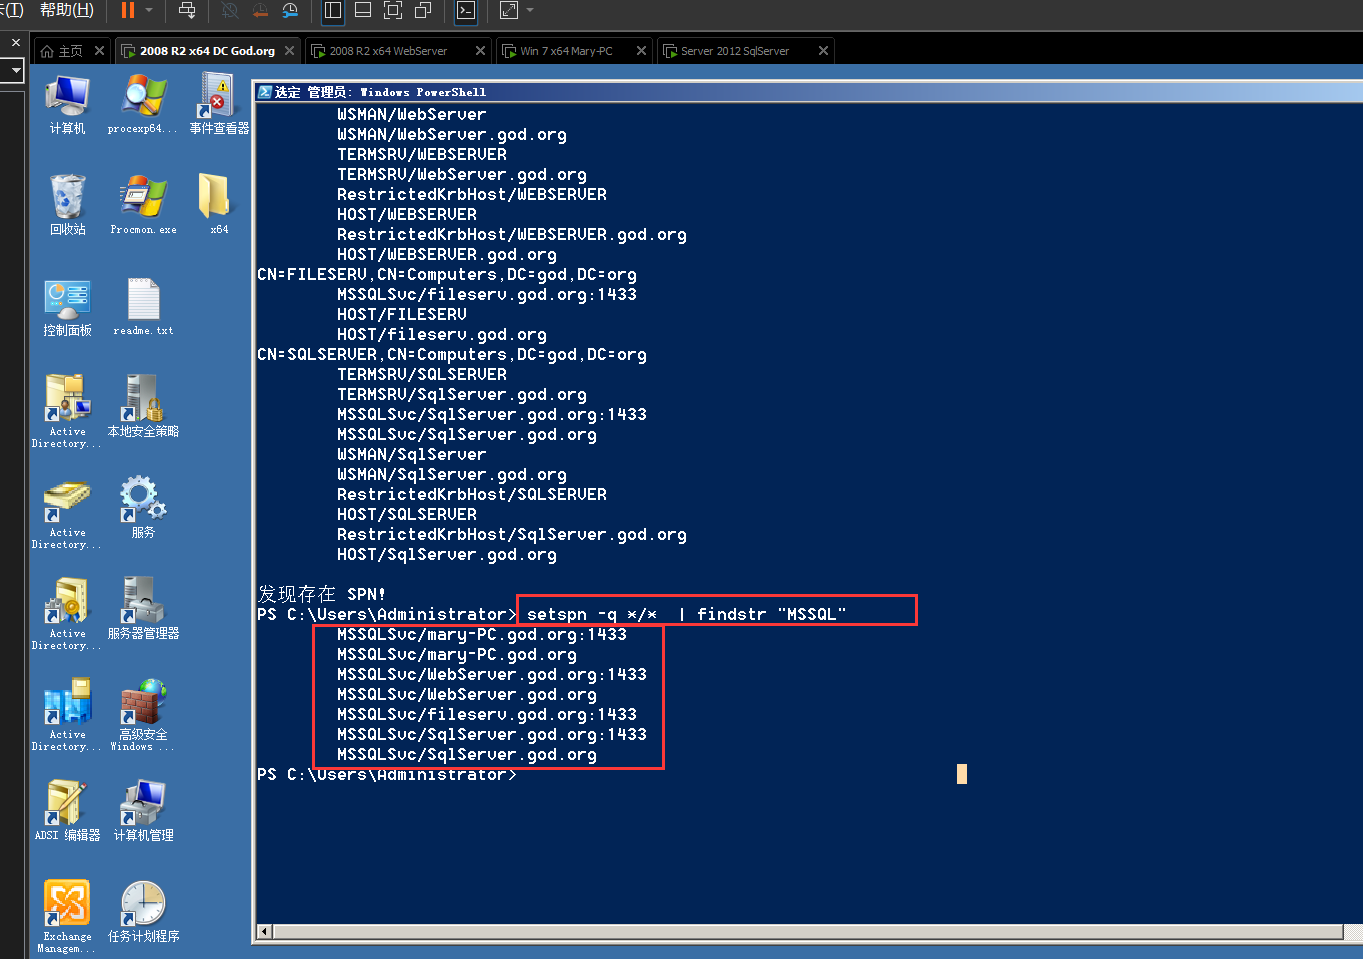 帮助(H)
主页
2008 R2 x64 DC God.org
2008 R2 x64 WebServer
Win 7 x64 Mary-PC
Server 2012 SqlServer
计算机
procexp64...
事件查看器
回收站
Procmon.exe
x64
控制面板
readme.txt
Active
Directory...
本地安全策略
Active
Directory...
服务
Active
Directory...
服务器管理器
Active
Directory...
高级安全
Windows ...
ADSI 编辑器
计算机管理
Exchange
Managem...
任务计划程序
选定 管理员: Windows PowerShell
WSMAN/WebServer
WSMAN/WebServer.god.org
TERMSRV/WEBSERVER
TERMSRV/WebServer.god.org
RestrictedKrbHost/WEBSERVER
HOST/WEBSERVER
RestrictedKrbHost/WEBSERVER.god.org
HOST/WEBSERVER.god.org
CN=FILESERV,CN=Computers,DC=god,DC=org
MSSQLSvc/fileserv.god.org:1433
HOST/FILESERV
HOST/fileserv.god.org
CN=SQLSERVER,CN=Computers,DC=god,DC=org
TERMSRV/SQLSERVER
TERMSRV/SqlServer.god.org
MSSQLSvc/SqlServer.god.org:1433
MSSQLSvc/SqlServer.god.org
WSMAN/SqlServer
WSMAN/SqlServer.god.org
RestrictedKrbHost/SQLSERVER
HOST/SQLSERVER
RestrictedKrbHost/SqlServer.god.org
HOST/SqlServer.god.org
发现存在 SPN!
PS C:\Users\Administrator> setspn -q */*  | findstr "MSSQL"
MSSQLSvc/mary-PC.god.org:1433
MSSQLSvc/mary-PC.god.org
MSSQLSvc/WebServer.god.org:1433
MSSQLSvc/WebServer.god.org
MSSQLSvc/fileserv.god.org:1433
MSSQLSvc/SqlServer.god.org:1433
MSSQLSvc/SqlServer.god.org
PS C:\Users\Administrator>